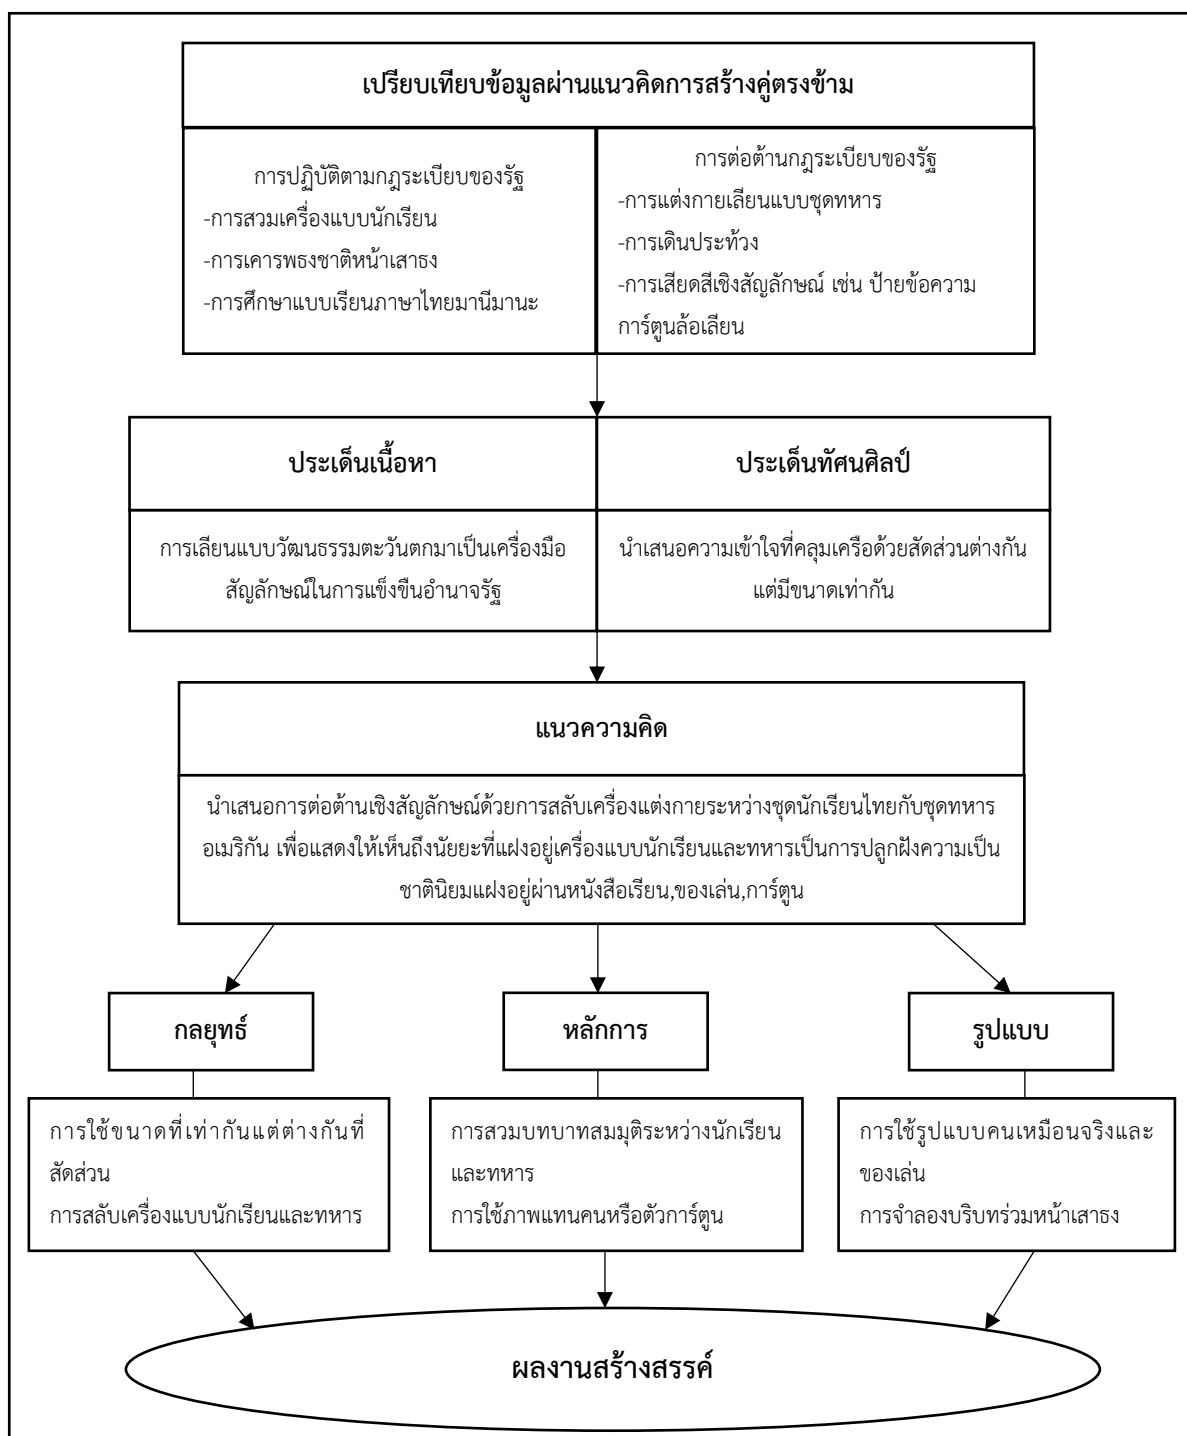 เปรียบเทียบข้อมูลผ่านแนวคิดการสร้างคู่ตรงข้าม
การปฏิบัติตามกฎระเบียบของรัฐ
-การสวมเครื่องแบบนักเรียน
-การเคารพธงชาติหน้าเสาธง
-การศึกษาแบบเรียนภาษาไทยมานีมานะ
การต่อต้านกฎระเบียบของรัฐ
-การแต่งกายเลียนแบบชุดทหาร
-การเดินประท้วง
-การเสียดสีเชิงสัญลักษณ์ เช่น ป้ายข้อความ
การ์ตูนล้อเลียน
ประเด็นเนื้อหา
การเลียนแบบวัฒนธรรมตะวันตกมาเป็นเครื่องมือ
สัญลักษณ์ในการแข็งขืนอำนาจรัฐ
ประเด็นทัศนศิลป์
นำเสนอความเข้าใจที่คลุมเครือด้วยสัดส่วนต่างกัน
แต่มีขนาดเท่ากัน
แนวความคิด
นำเสนอการต่อต้านเชิงสัญลักษณ์ด้วยการสลับเครื่องแต่งกายระหว่างชุดนักเรียนไทยกับชุดทหาร
อเมริกัน เพื่อแสดงให้เห็นถึงนัยยะที่แฝงอยู่เครื่องแบบนักเรียนและทหารเป็นการปลูกฝังความเป็น
ชาตินิยมแฝงอยู่ผ่านหนังสือเรียน,ของเล่น,การ์ตูน
กลยุทธ์
การใช้ขนาดที่เท่ากันแต่ต่างกันที่
สัดส่วน
การสลับเครื่องแบบนักเรียนและทหาร
หลักการ
การสวมบทบาทสมมุติระหว่างนักเรียน
และทหาร
การใช้ภาพแทนคนหรือตัวการ์ตูน
รูปแบบ
การใช้รูปแบบคนเหมือนจริงและ
ของเล่น
การจำลองบริบทร่วมหน้าเสาธง
ผลงานสร้างสรรค์